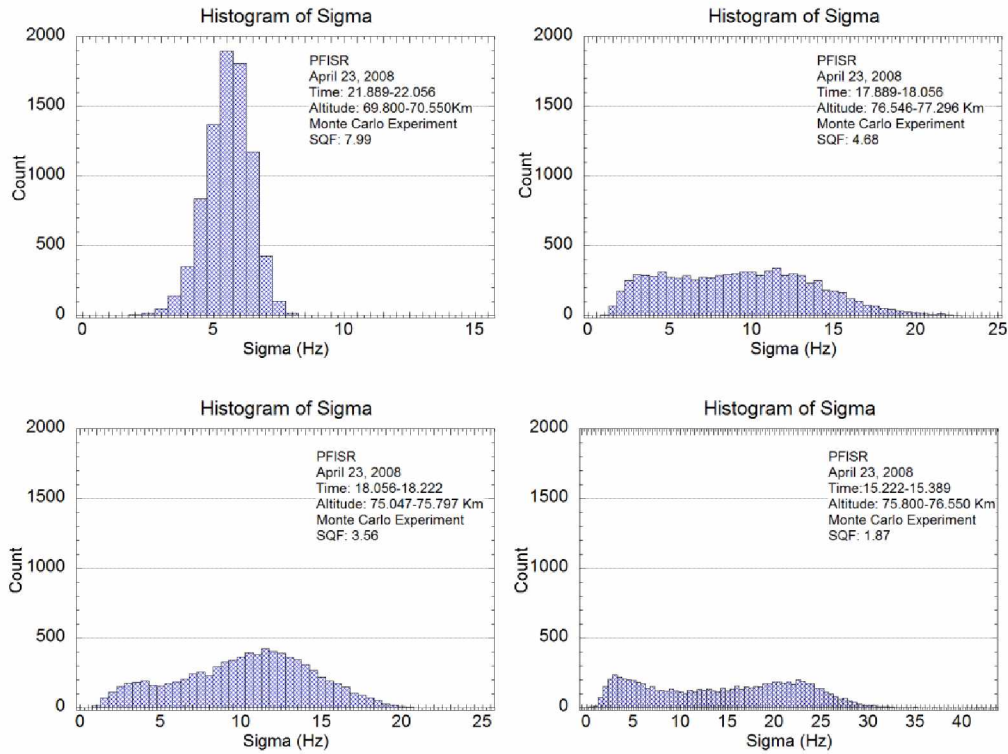 Histogram of Sigma
2000
1500
1000
500
0
Count
PFISR
April 23, 2008
Time: 21.889-22.056
Altitude: 69.800-70.550Km
Monte Carlo Experiment
SQF: 7.99
0 5 10 15
Sigma (Hz)
Histogram of Sigma
2000
1500
1000
500
0
Count
PFISR
April 23, 2008
Time: 17.889-18.056
Altitude: 76.546-77.296 Km
Monte Carlo Experiment
SQF: 4.68
0 5 10 15 20 25
Sigma (Hz)
Histogram of Sigma
2000
1500
1000
500
0
Count
PFISR
April 23, 2008
Time: 18.056-18.222
Altitude: 75.047-75.797 Km
Monte Carlo Experiment
SQF: 3.56
0 5 10 15 20 25
Sigma (Hz)
Histogram of Sigma
2000
1500
1000
500
0
Count
PFISR
April 23, 2008
Time:15.222-15.389
Altitude: 75.800-76.550 Km
Monte Carlo Experiment
SQF: 1.87
0 5 10 15 20 25 30 35 40
Sigma (Hz)